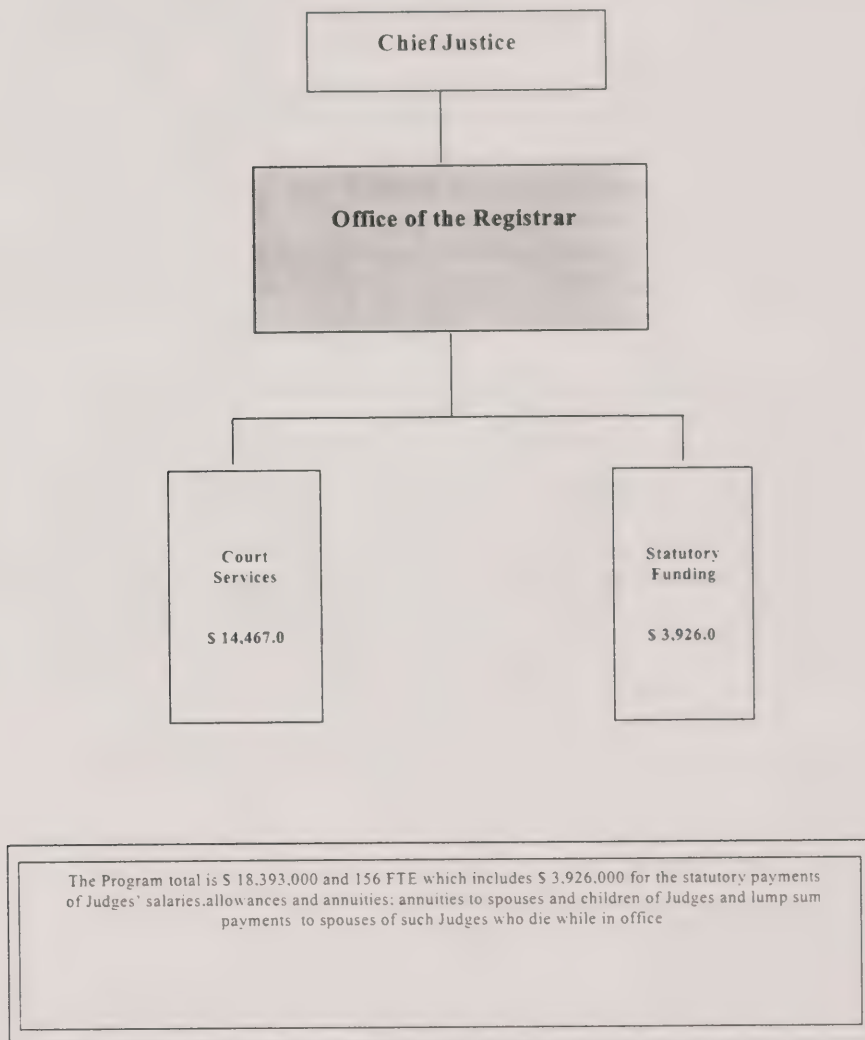 Chief Justice
Office of the Registrar
Court
Services
$ 14,467.0
Statutory
Funding
$ 3,926.0
The Program total is $ 18,393,000 and 156 FTE which includes $ 3,926,000 for the statutory payments
of Judges' salaries,allowances and annuities; annuities to spouses and children of Judges and lump sum
payments to spouses of such Judges who die while in office